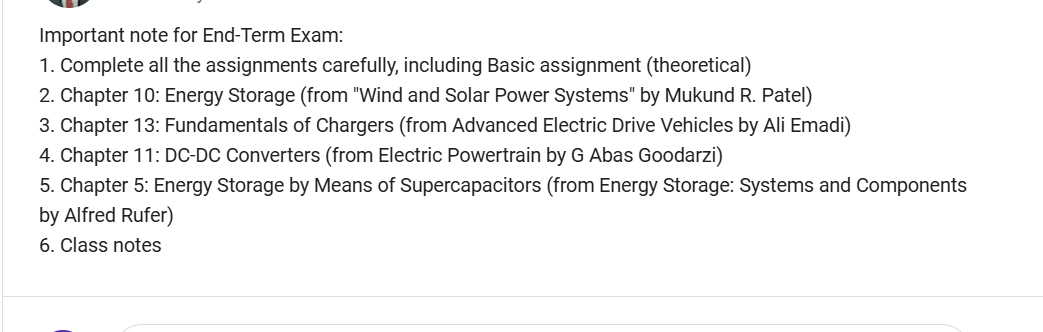 Important note for End-Term Exam:
1. Complete all the assignments carefully, including Basic assignment (theoretical)
2. Chapter 10: Energy Storage (from "Wind and Solar Power Systems" by Mukund R. Patel)
3. Chapter 13: Fundamentals of Chargers (from Advanced Electric Drive Vehicles by Ali Emadi)
4. Chapter 11: DC-DC Converters (from Electric Powertrain by G Abas Goodarzi)
5. Chapter 5: Energy Storage by Means of Supercapacitors (from Energy Storage: Systems and Components
by Alfred Rufer)
6. Class notes